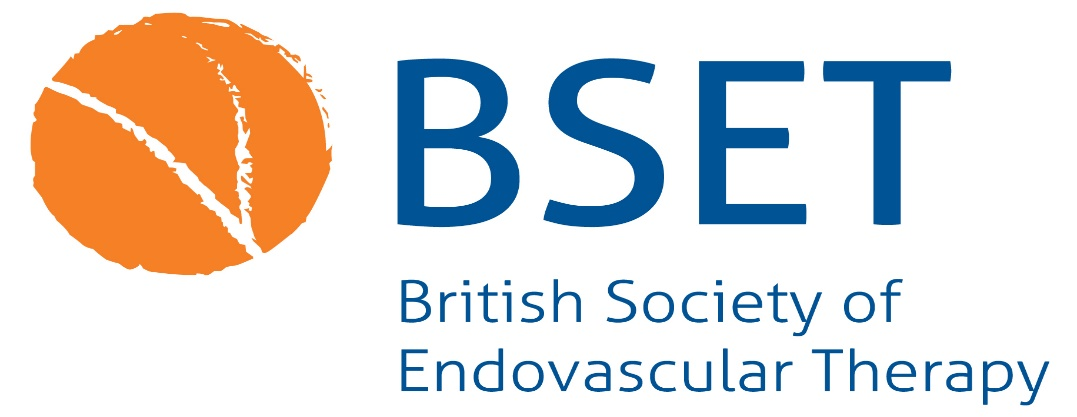 BSET
British Society of
Endovascular Therapy